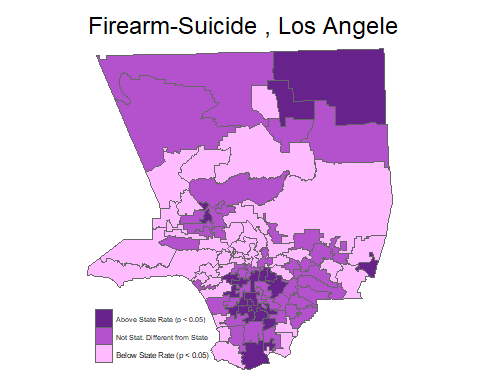 Firearm-Suicide , Los Angele
Above State Rate (p < 0.05)
Not Stat. Different from State
Below State Rate (p < 0.05)